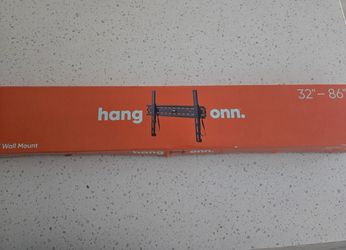 32" – 86"
hang onn.
Wall Mount
hang onn.